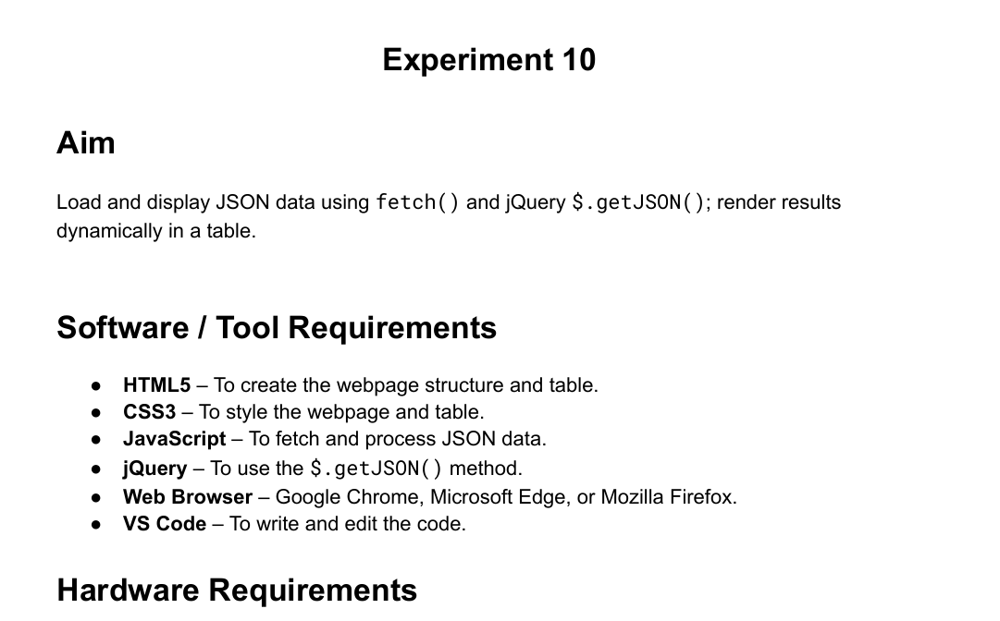 Experiment 10
Aim
Load and display JSON data using fetch() and jQuery $.getJSON(); render results
dynamically in a table.
Software / Tool Requirements
● HTML5 – To create the webpage structure and table.
● CSS3 – To style the webpage and table.
● JavaScript – To fetch and process JSON data.
● jQuery – To use the $.getJSON() method.
● Web Browser – Google Chrome, Microsoft Edge, or Mozilla Firefox.
● VS Code – To write and edit the code.
Hardware Requirements